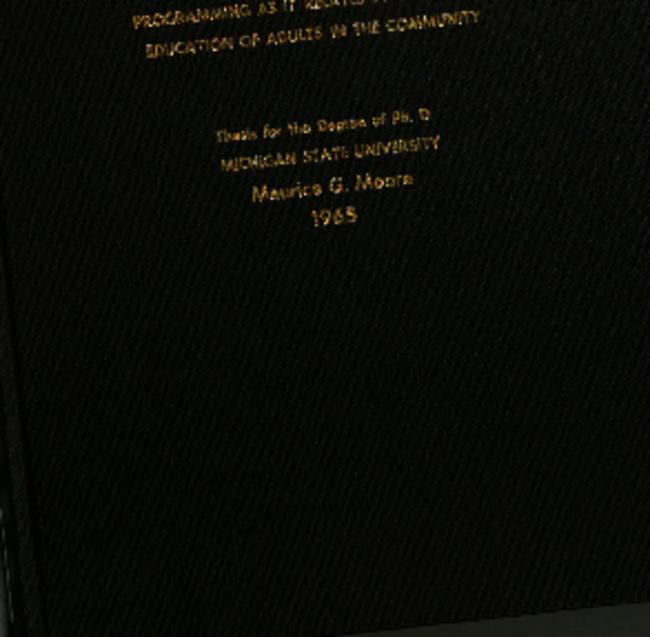 PROGRAMMING AS IT RELATES
EDUCATION OF ADULTS IN THE COMMUNITY
Thesis for the Degree of Ph. D
MICHIGAN STATE UNIVERSITY
Maurice G. Moore
1965